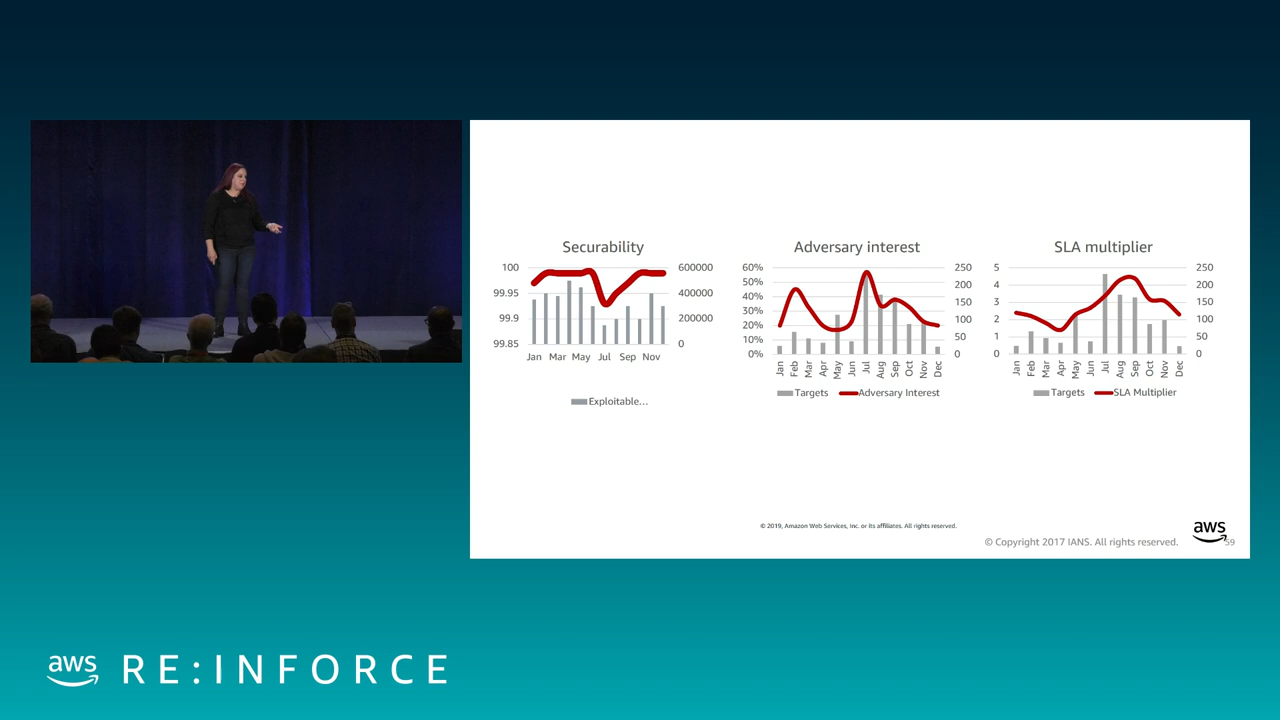 Securability
100
99.95
99.9
99.85
600000
400000
200000
0
Jan Mar May Jul Sep Nov
Exploitable...
Adversary interest
60%
50%
40%
30%
20%
10%
0%
250
200
150
100
50
0
Jan Feb Mar Apr May Jun Jul Aug Sep Oct Nov Dec
Targets Adversary Interest
SLA multiplier
5
4
3
2
1
0
250
200
150
100
50
0
Jan Feb Mar Apr May Jun Jul Aug Sep Oct Nov Dec
Targets SLA Multiplier
© 2019, Amazon Web Services, Inc. or its affiliates. All rights reserved.
© Copyright 2017 IANS. All rights reserved.
aws
59
aws RE:INFORCE